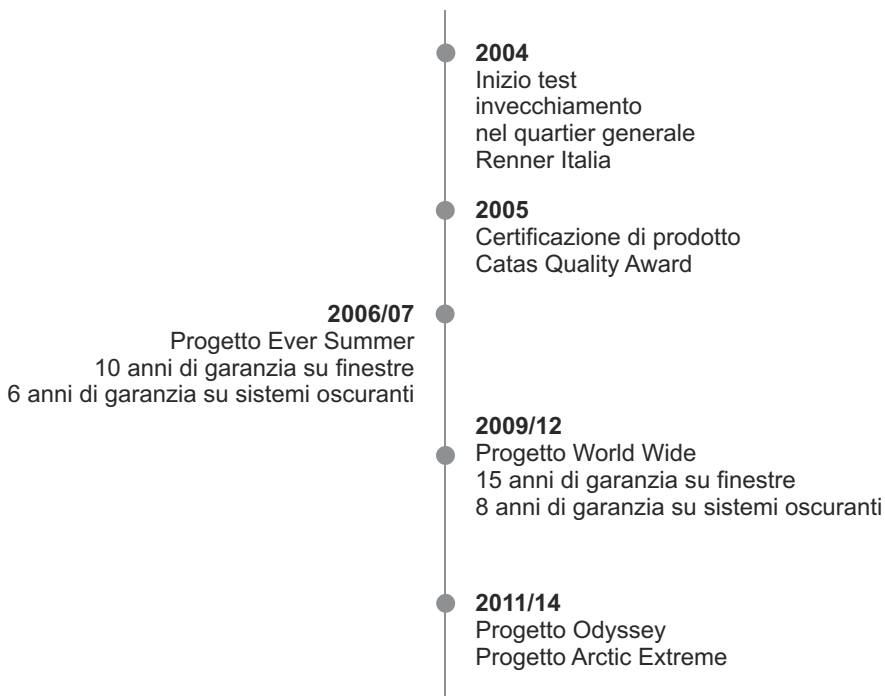 2004
Inizio test
invecchiamento
nel quartier generale
Renner Italia
2005
Certificazione di prodotto
Catas Quality Award
2006/07
Progetto Ever Summer
10 anni di garanzia su finestre
6 anni di garanzia su sistemi oscuranti
2009/12
Progetto World Wide
15 anni di garanzia su finestre
8 anni di garanzia su sistemi oscuranti
2011/14
Progetto Odyssey
Progetto Arctic Extreme